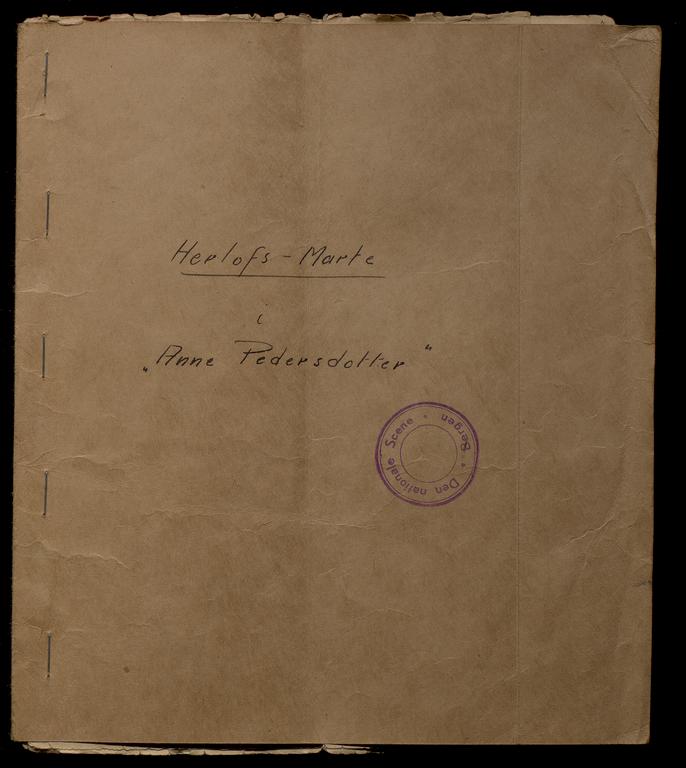 Herlofs-Marte
i
„Anne Pedersdotter"
Den nationale Scene * Bergen *